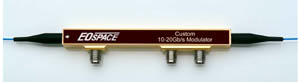 EOSPACE
Custom
10-20Gb/s Modulator